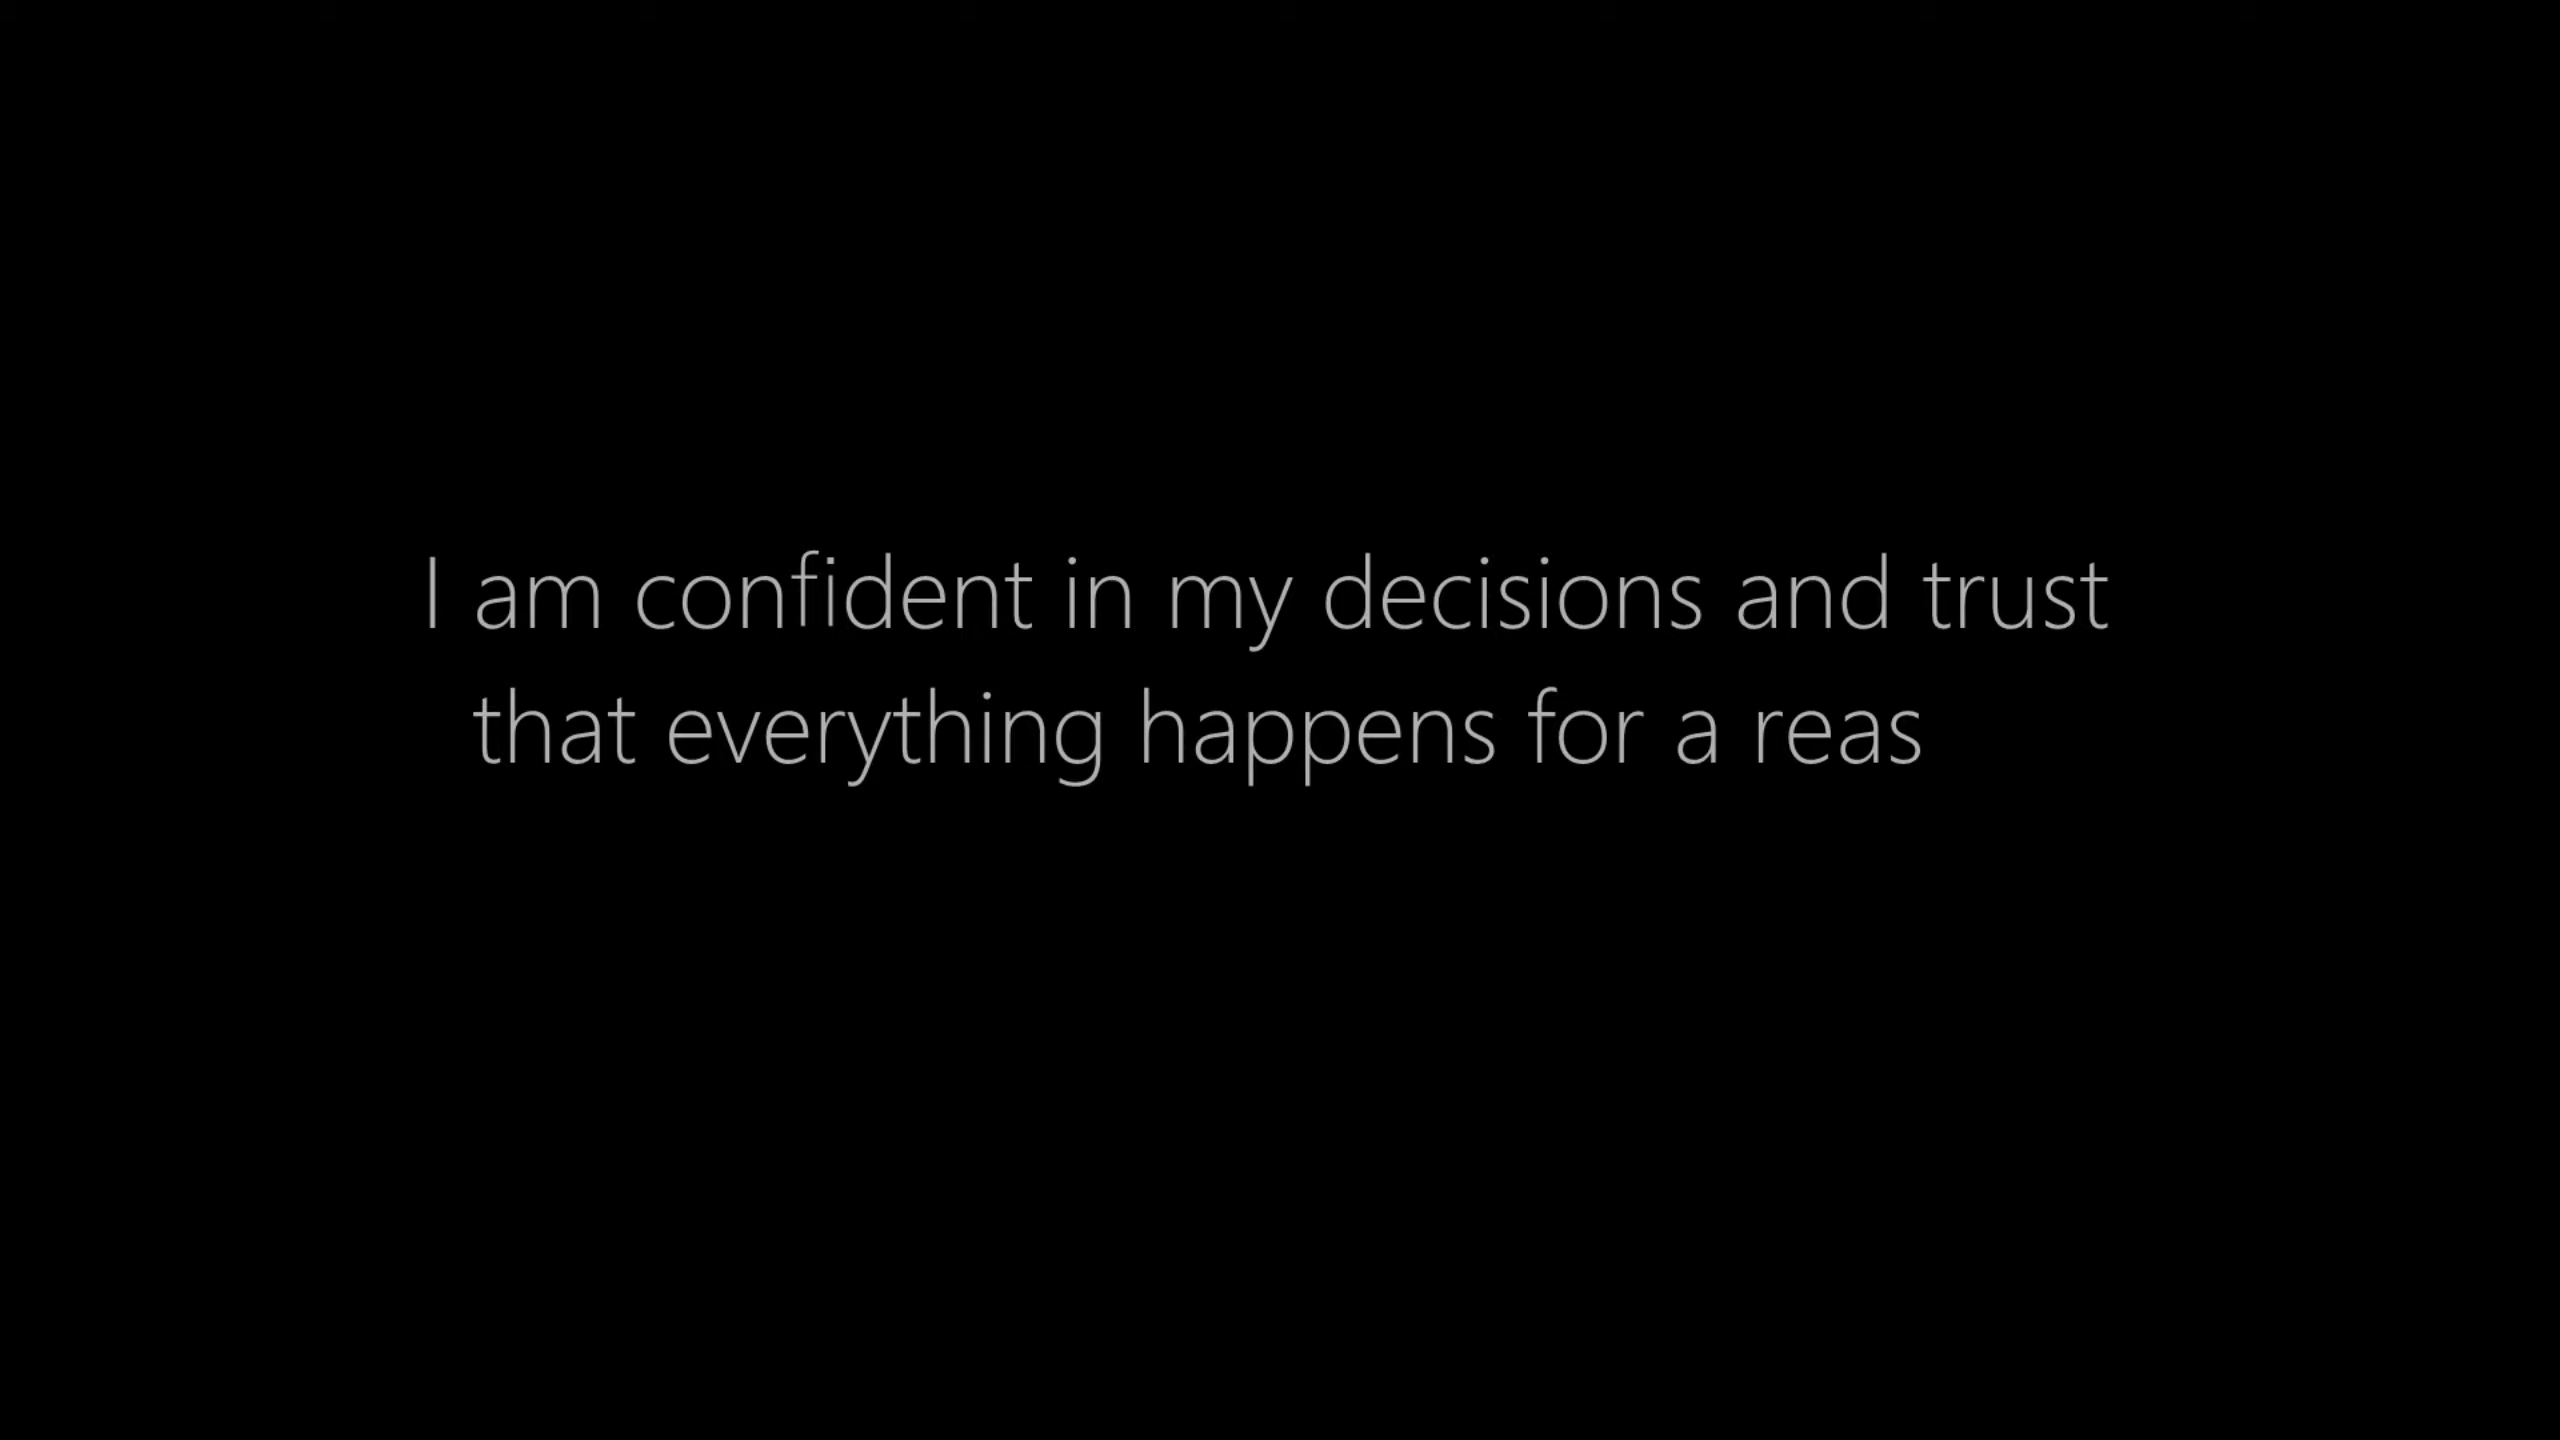 I am confident in my decisions and trust
that everything happens for a reas